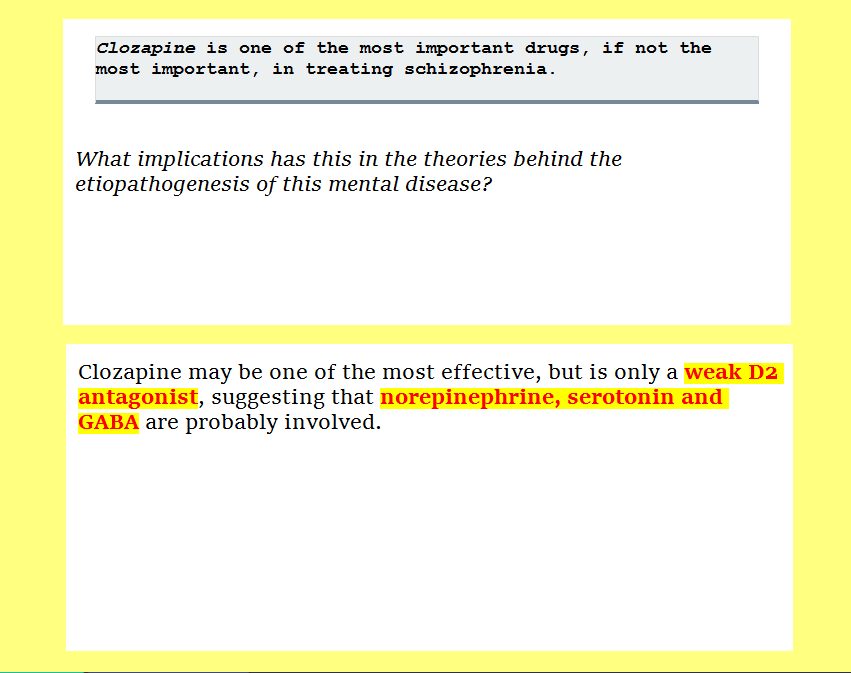 Clozapine is one of the most important drugs, if not the
most important, in treating schizophrenia.
What implications has this in the theories behind the
etiopathogenesis of this mental disease?
Clozapine may be one of the most effective, but is only a weak D2
antagonist, suggesting that norepinephrine, serotonin and
GABA are probably involved.